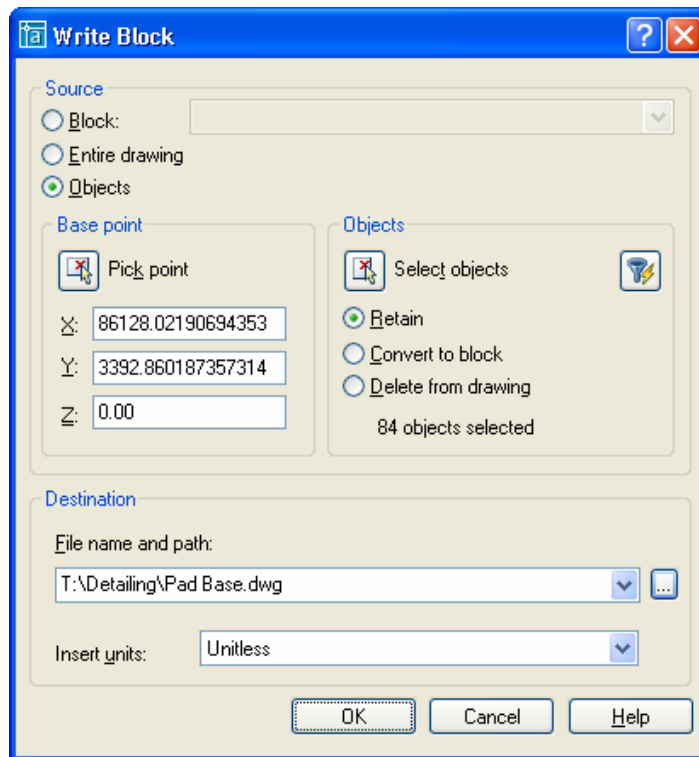 Write Block
Source
Block:
Entire drawing
Objects
Base point
Pick point
X: 86128.02190694353
Y: 3392.860187357314
Z: 0.00
Objects
Select objects
Retain
Convert to block
Delete from drawing
84 objects selected
Destination
File name and path:
T:\Detailing\Pad Base.dwg
...
Insert units: Unitless
OK Cancel Help